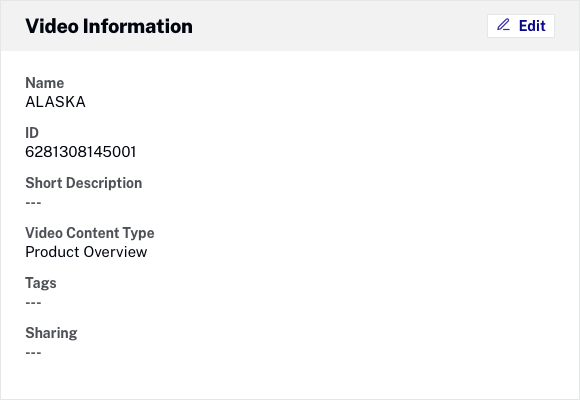 Video Information
Edit
Name
ALASKA
ID
6281308145001
Short Description
---
Video Content Type
Product Overview
Tags
---
Sharing
---